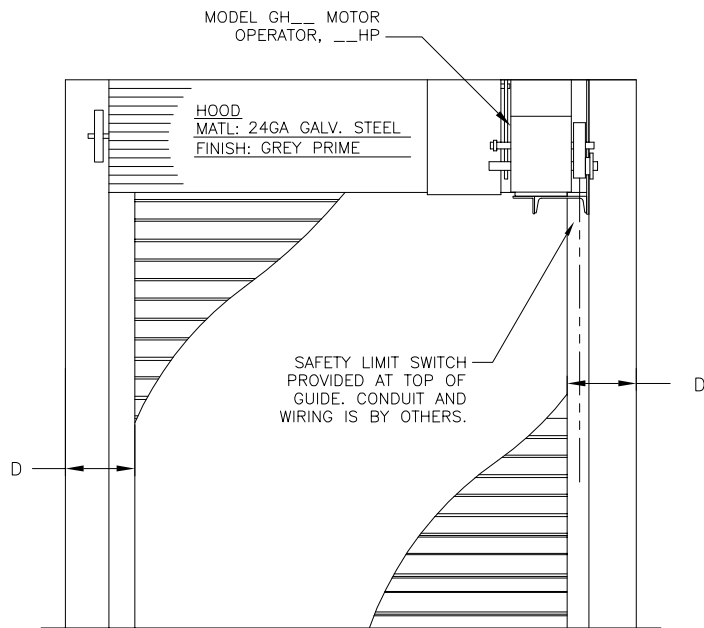 MODEL GH__ MOTOR
OPERATOR, __HP
HOOD
MATL: 24GA GALV. STEEL
FINISH: GREY PRIME
SAFETY LIMIT SWITCH
PROVIDED AT TOP OF
GUIDE. CONDUIT AND
WIRING IS BY OTHERS.
D
D